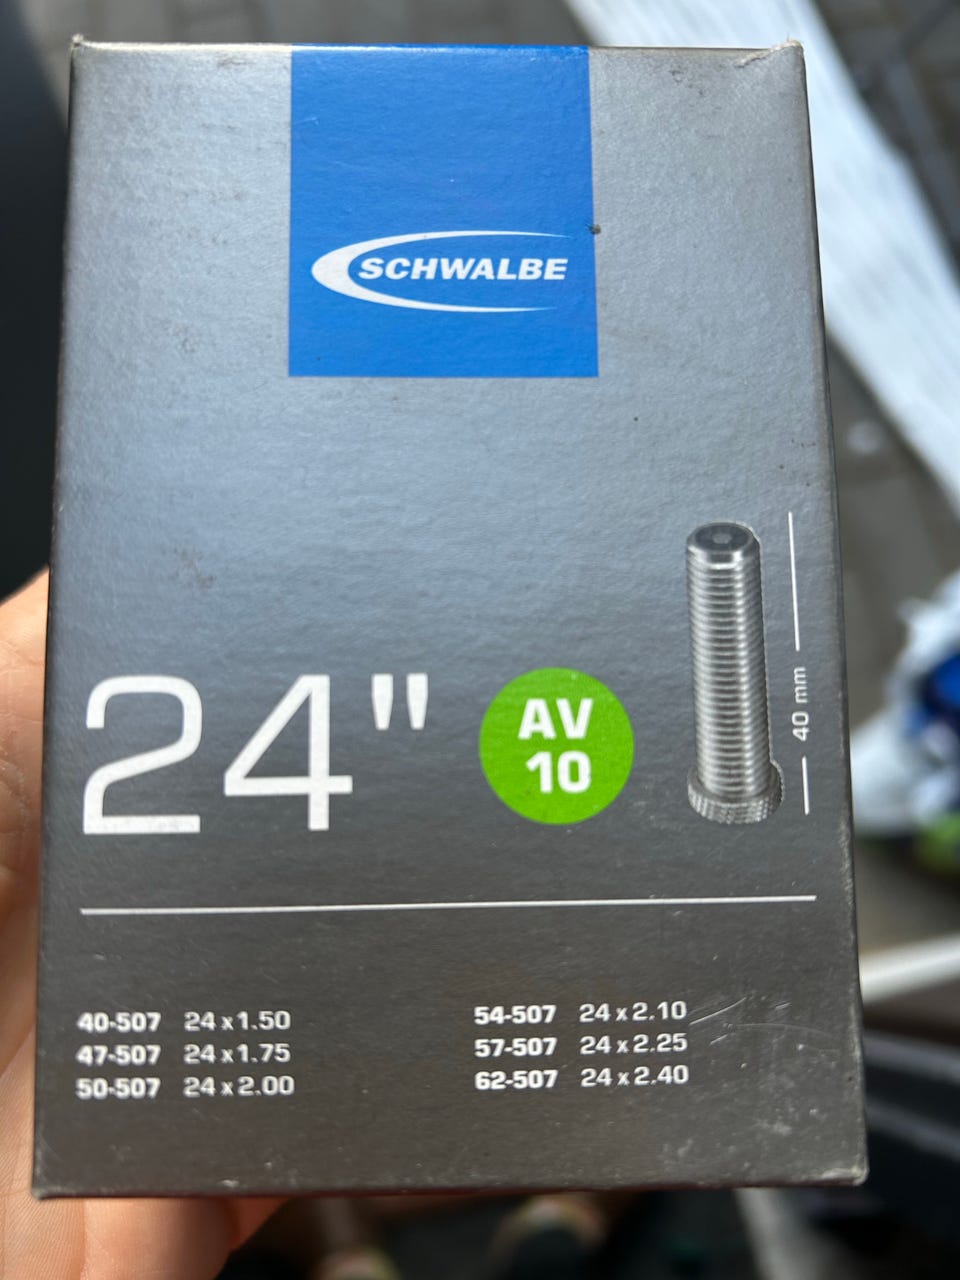 SCHWALBE
24"
AV
10
40 mm
40-507 24 x 1.50
47-507 24 x 1.75
50-507 24 x 2.00
54-507 24 x 2.10
57-507 24 x 2.25
62-507 24 x 2.40